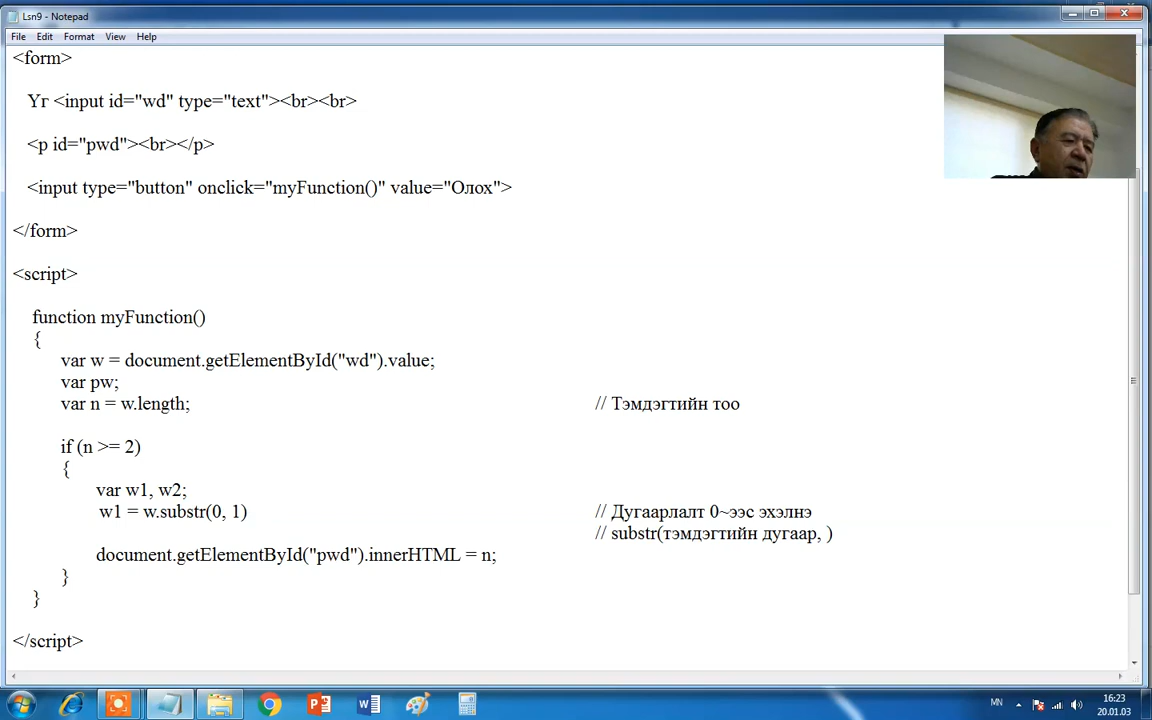 Lsn9 - Notepad
File Edit Format View Help
<form>
Үг <input id="wd" type="text"><br><br>
<p id="pwd"><br></p>
<input type="button" onclick="myFunction()" value="Олох">
</form>
<script>
function myFunction()
{
var w = document.getElementById("wd").value;
var pw;
var n = w.length; // Тэмдэгтийн тоо
if (n >= 2)
{
var w1, w2;
w1 = w.substr(0, 1) // Дугаарлалт 0~ээс эхэлнэ
// substr(тэмдэгтийн дугаар, )
document.getElementById("pwd").innerHTML = n;
}
}
</script>
MN 16:23
20.01.03